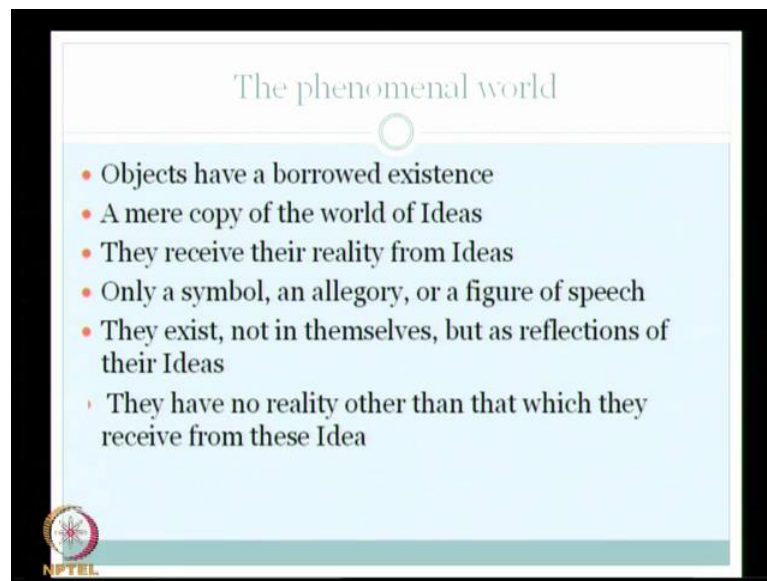 The phenomenal world
Objects have a borrowed existence
A mere copy of the world of Ideas
They receive their reality from Ideas
Only a symbol, an allegory, or a figure of speech
They exist, not in themselves, but as reflections of
their Ideas
They have no reality other than that which they
receive from these Idea
NPTEL